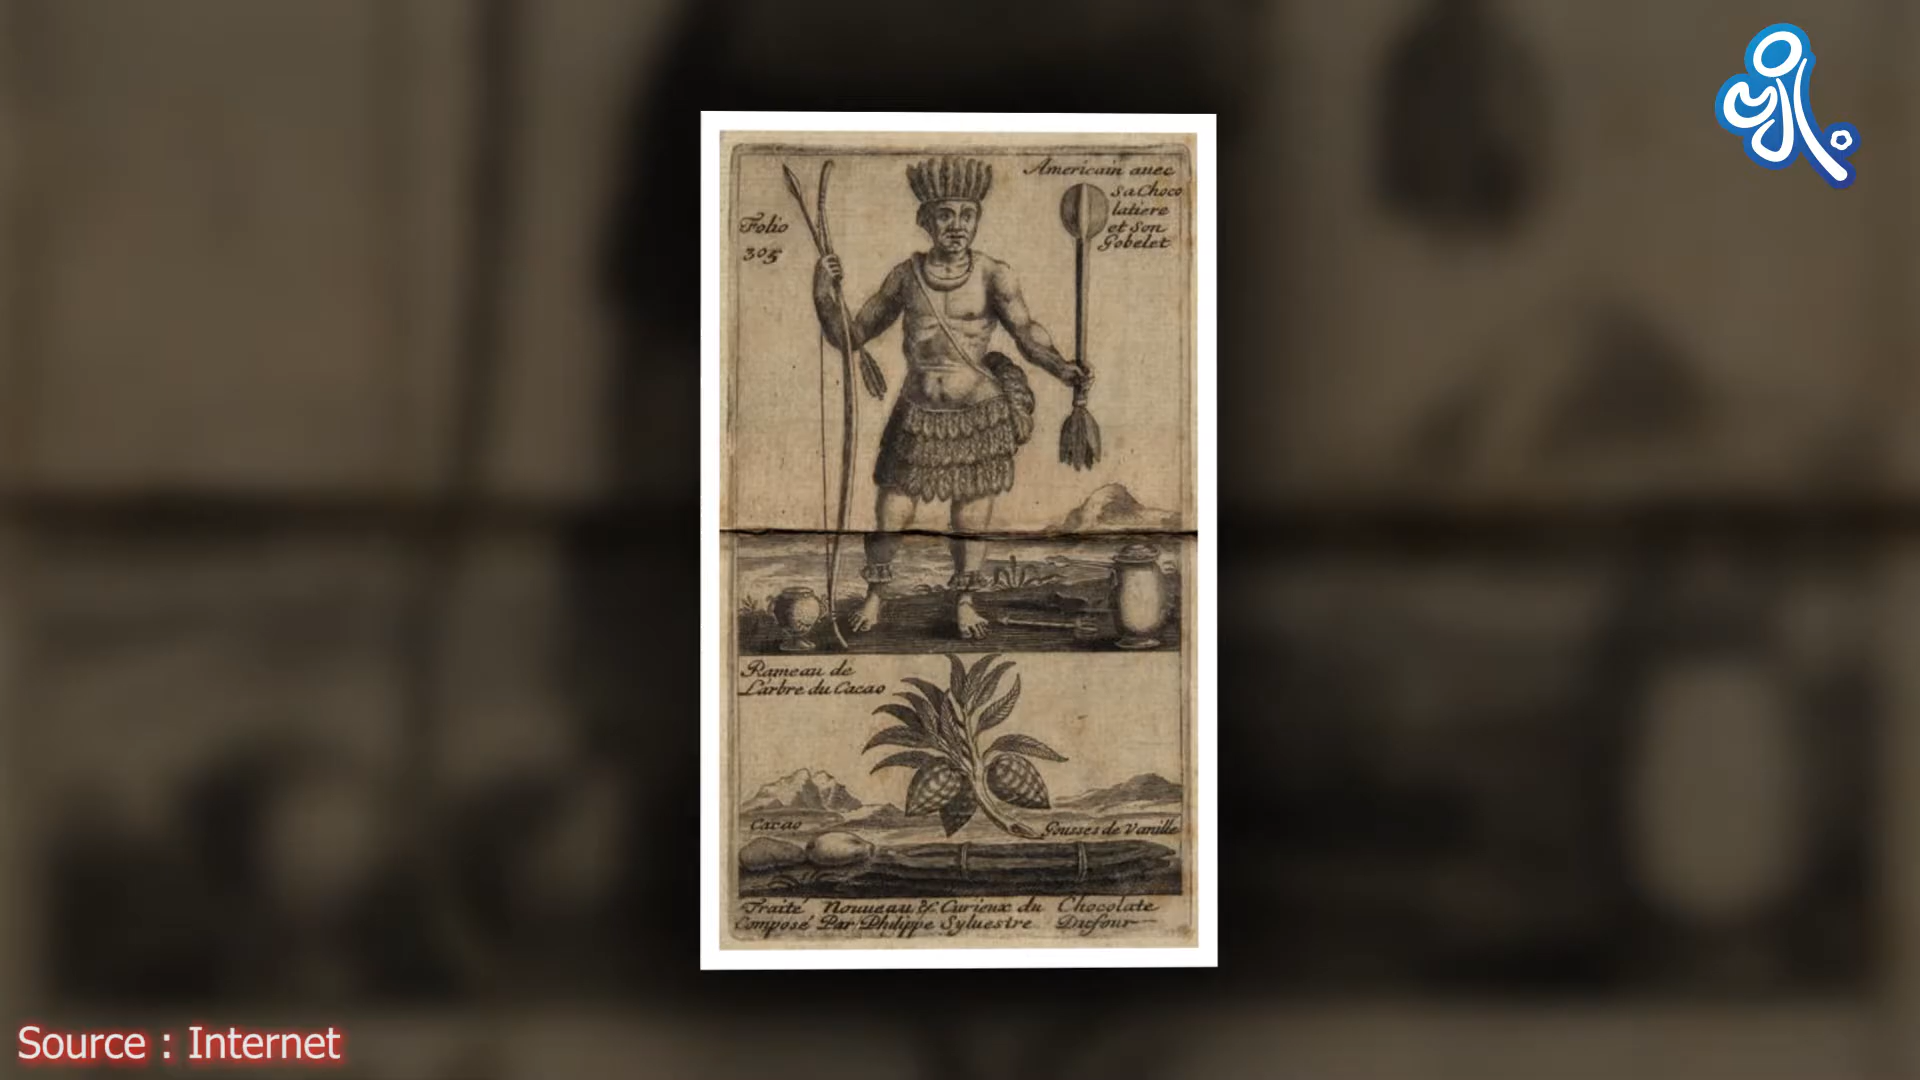 Folio
305
Americain auec
sa Choco
latiere
et son
Gobelet
Rameau de
L'arbre du Cacao
Cacao
Gousses de Vanille
Traité Nouueau & Curieux du Chocolate
Composé Par Philippe Syluestre Dufour
Source : Internet